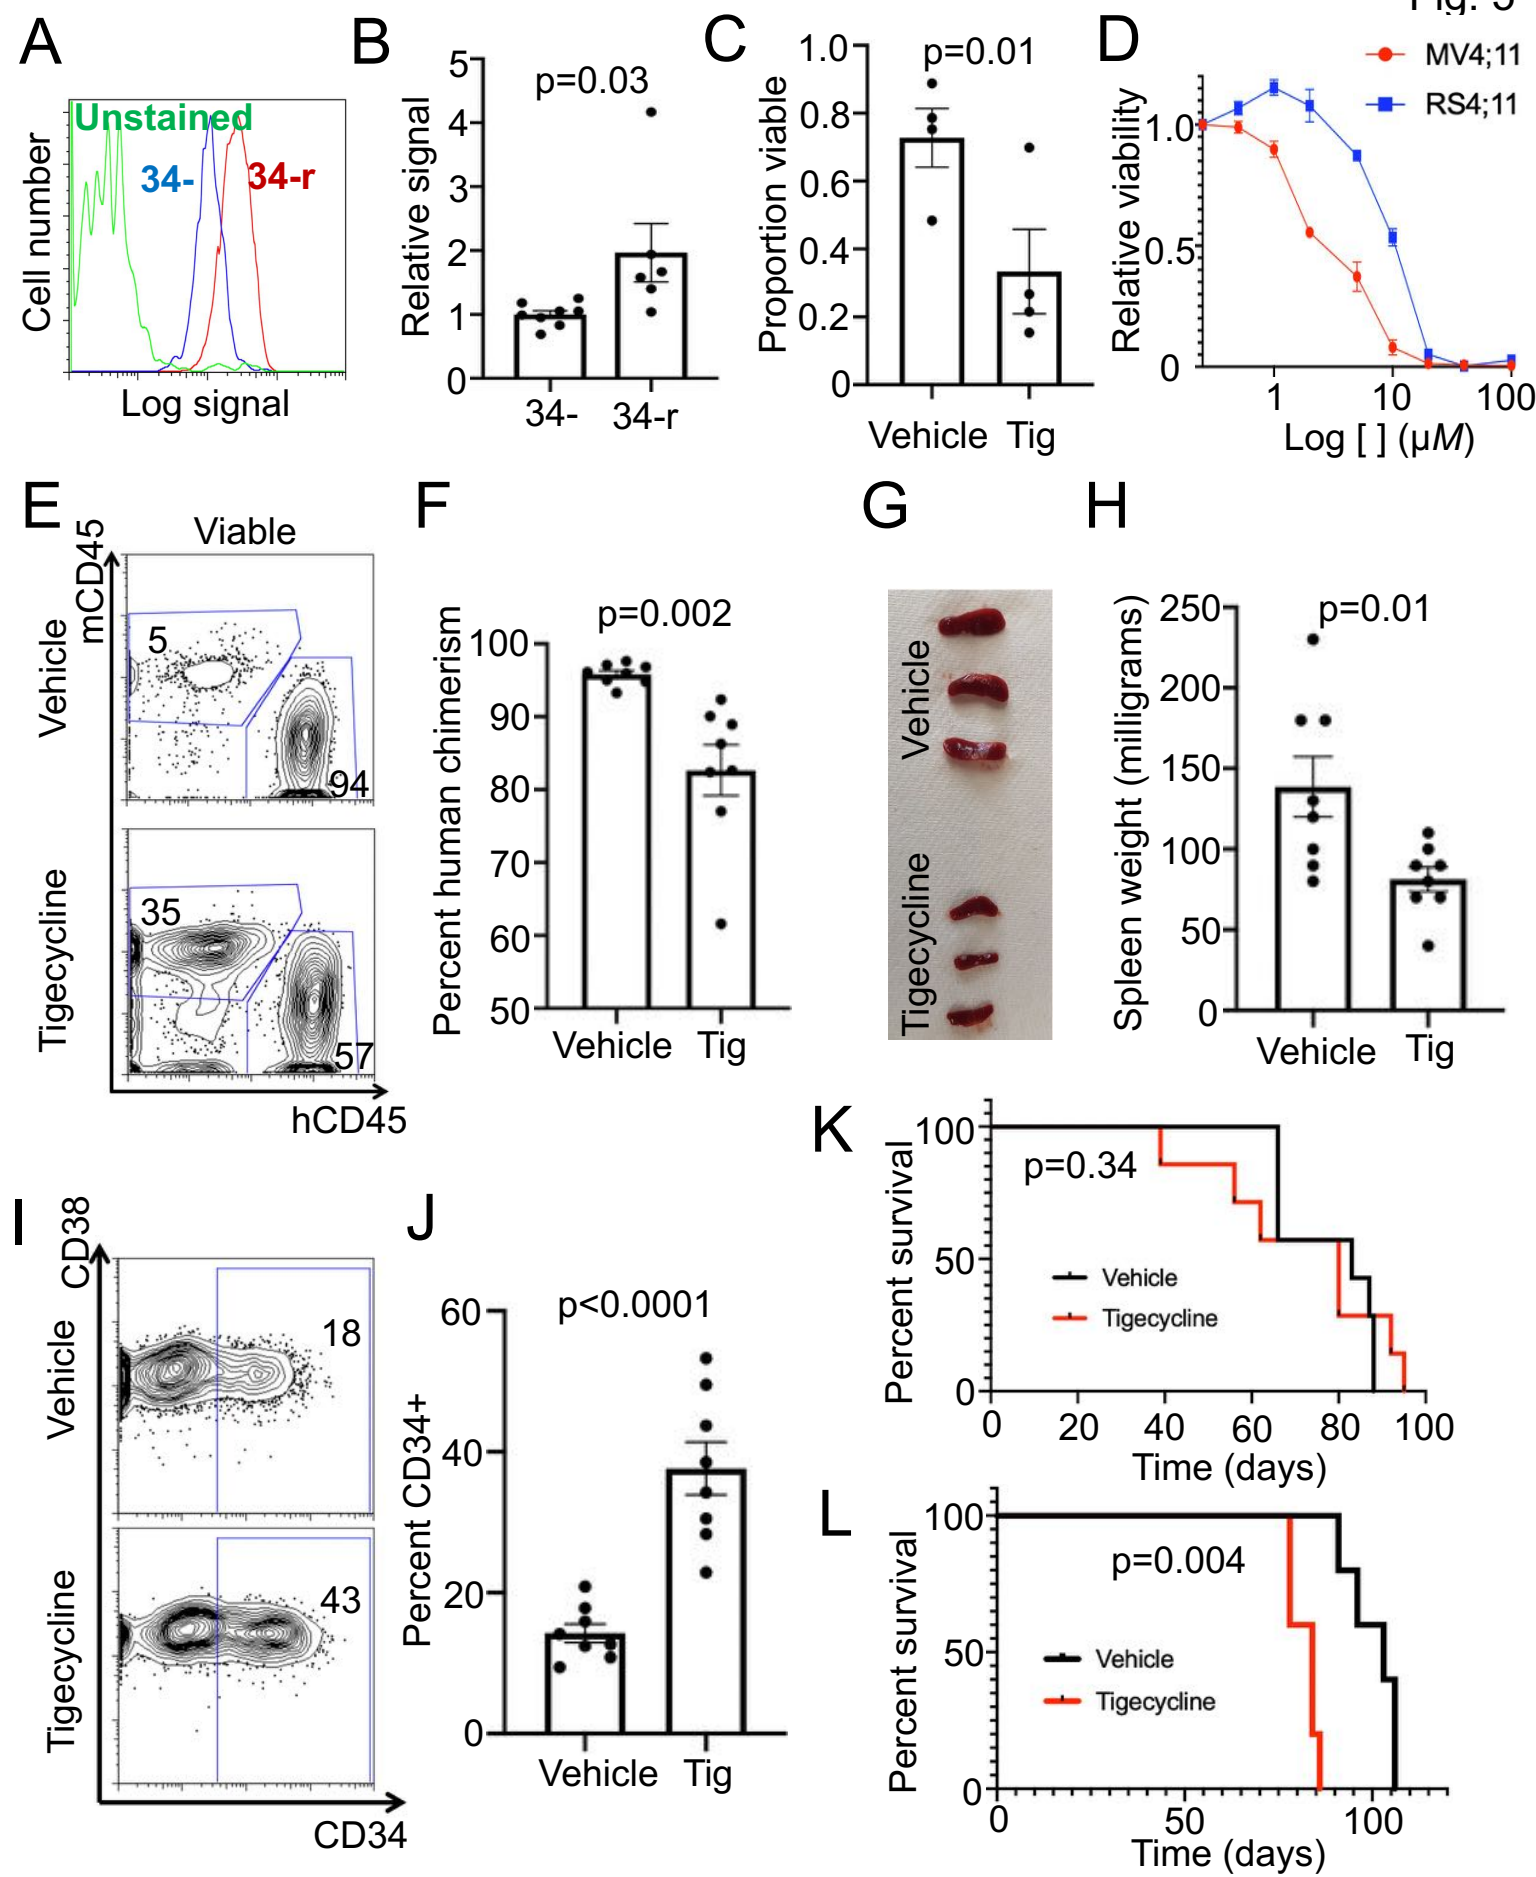 Fig. 5
A
Unstained
34-
34-r
Cell number
Log signal
B
p=0.03
Relative signal
5
4
3
2
1
0
34-
34-r
C
p=0.01
Proportion viable
1.0
0.8
0.6
0.4
0.2
0
Vehicle
Tig
D
MV4;11
RS4;11
Relative viability
1.0
0.5
0
1
10
100
Log [ ] (µM)
E
Viable
mCD45
Vehicle
5
94
Tigecycline
35
57
hCD45
F
p=0.002
Percent human chimerism
100
90
80
70
60
50
Vehicle
Tig
G
Vehicle
Tigecycline
H
p=0.01
Spleen weight (milligrams)
250
200
150
100
50
0
Vehicle
Tig
I
CD38
Vehicle
18
Tigecycline
43
CD34
J
p<0.0001
Percent CD34+
60
40
20
0
Vehicle
Tig
K
p=0.34
Percent survival
100
50
0
Vehicle
Tigecycline
0
20
40
60
80
100
Time (days)
L
p=0.004
Percent survival
100
50
0
Vehicle
Tigecycline
0
50
100
Time (days)